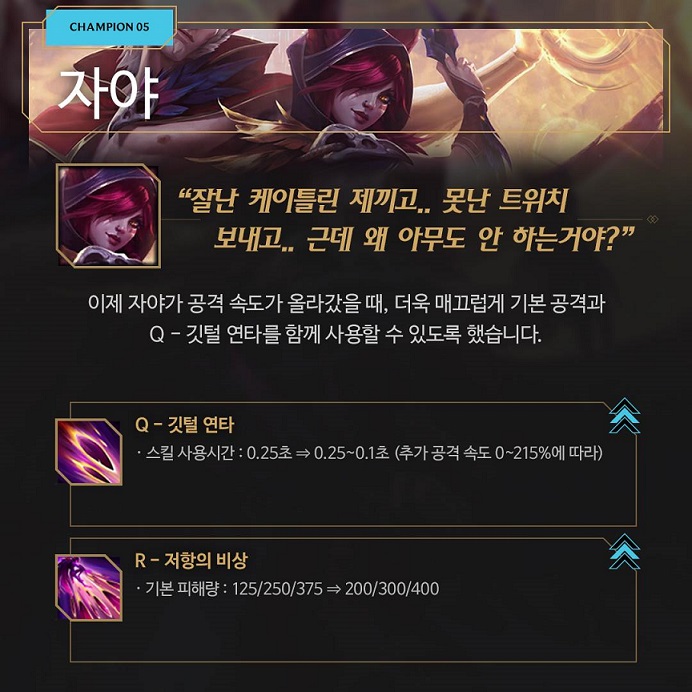 CHAMPION 05
자야
“잘난 케이틀린 제끼고.. 못난 트위치
보내고.. 근데 왜 아무도 안 하는거야?”
이제 자야가 공격 속도가 올라갔을 때, 더욱 매끄럽게 기본 공격과
Q - 깃털 연타를 함께 사용할 수 있도록 했습니다.
Q - 깃털 연타
· 스킬 사용시간 : 0.25초 ⇒ 0.25~0.1초 (추가 공격 속도 0~215%에 따라)
R - 저항의 비상
· 기본 피해량 : 125/250/375 ⇒ 200/300/400